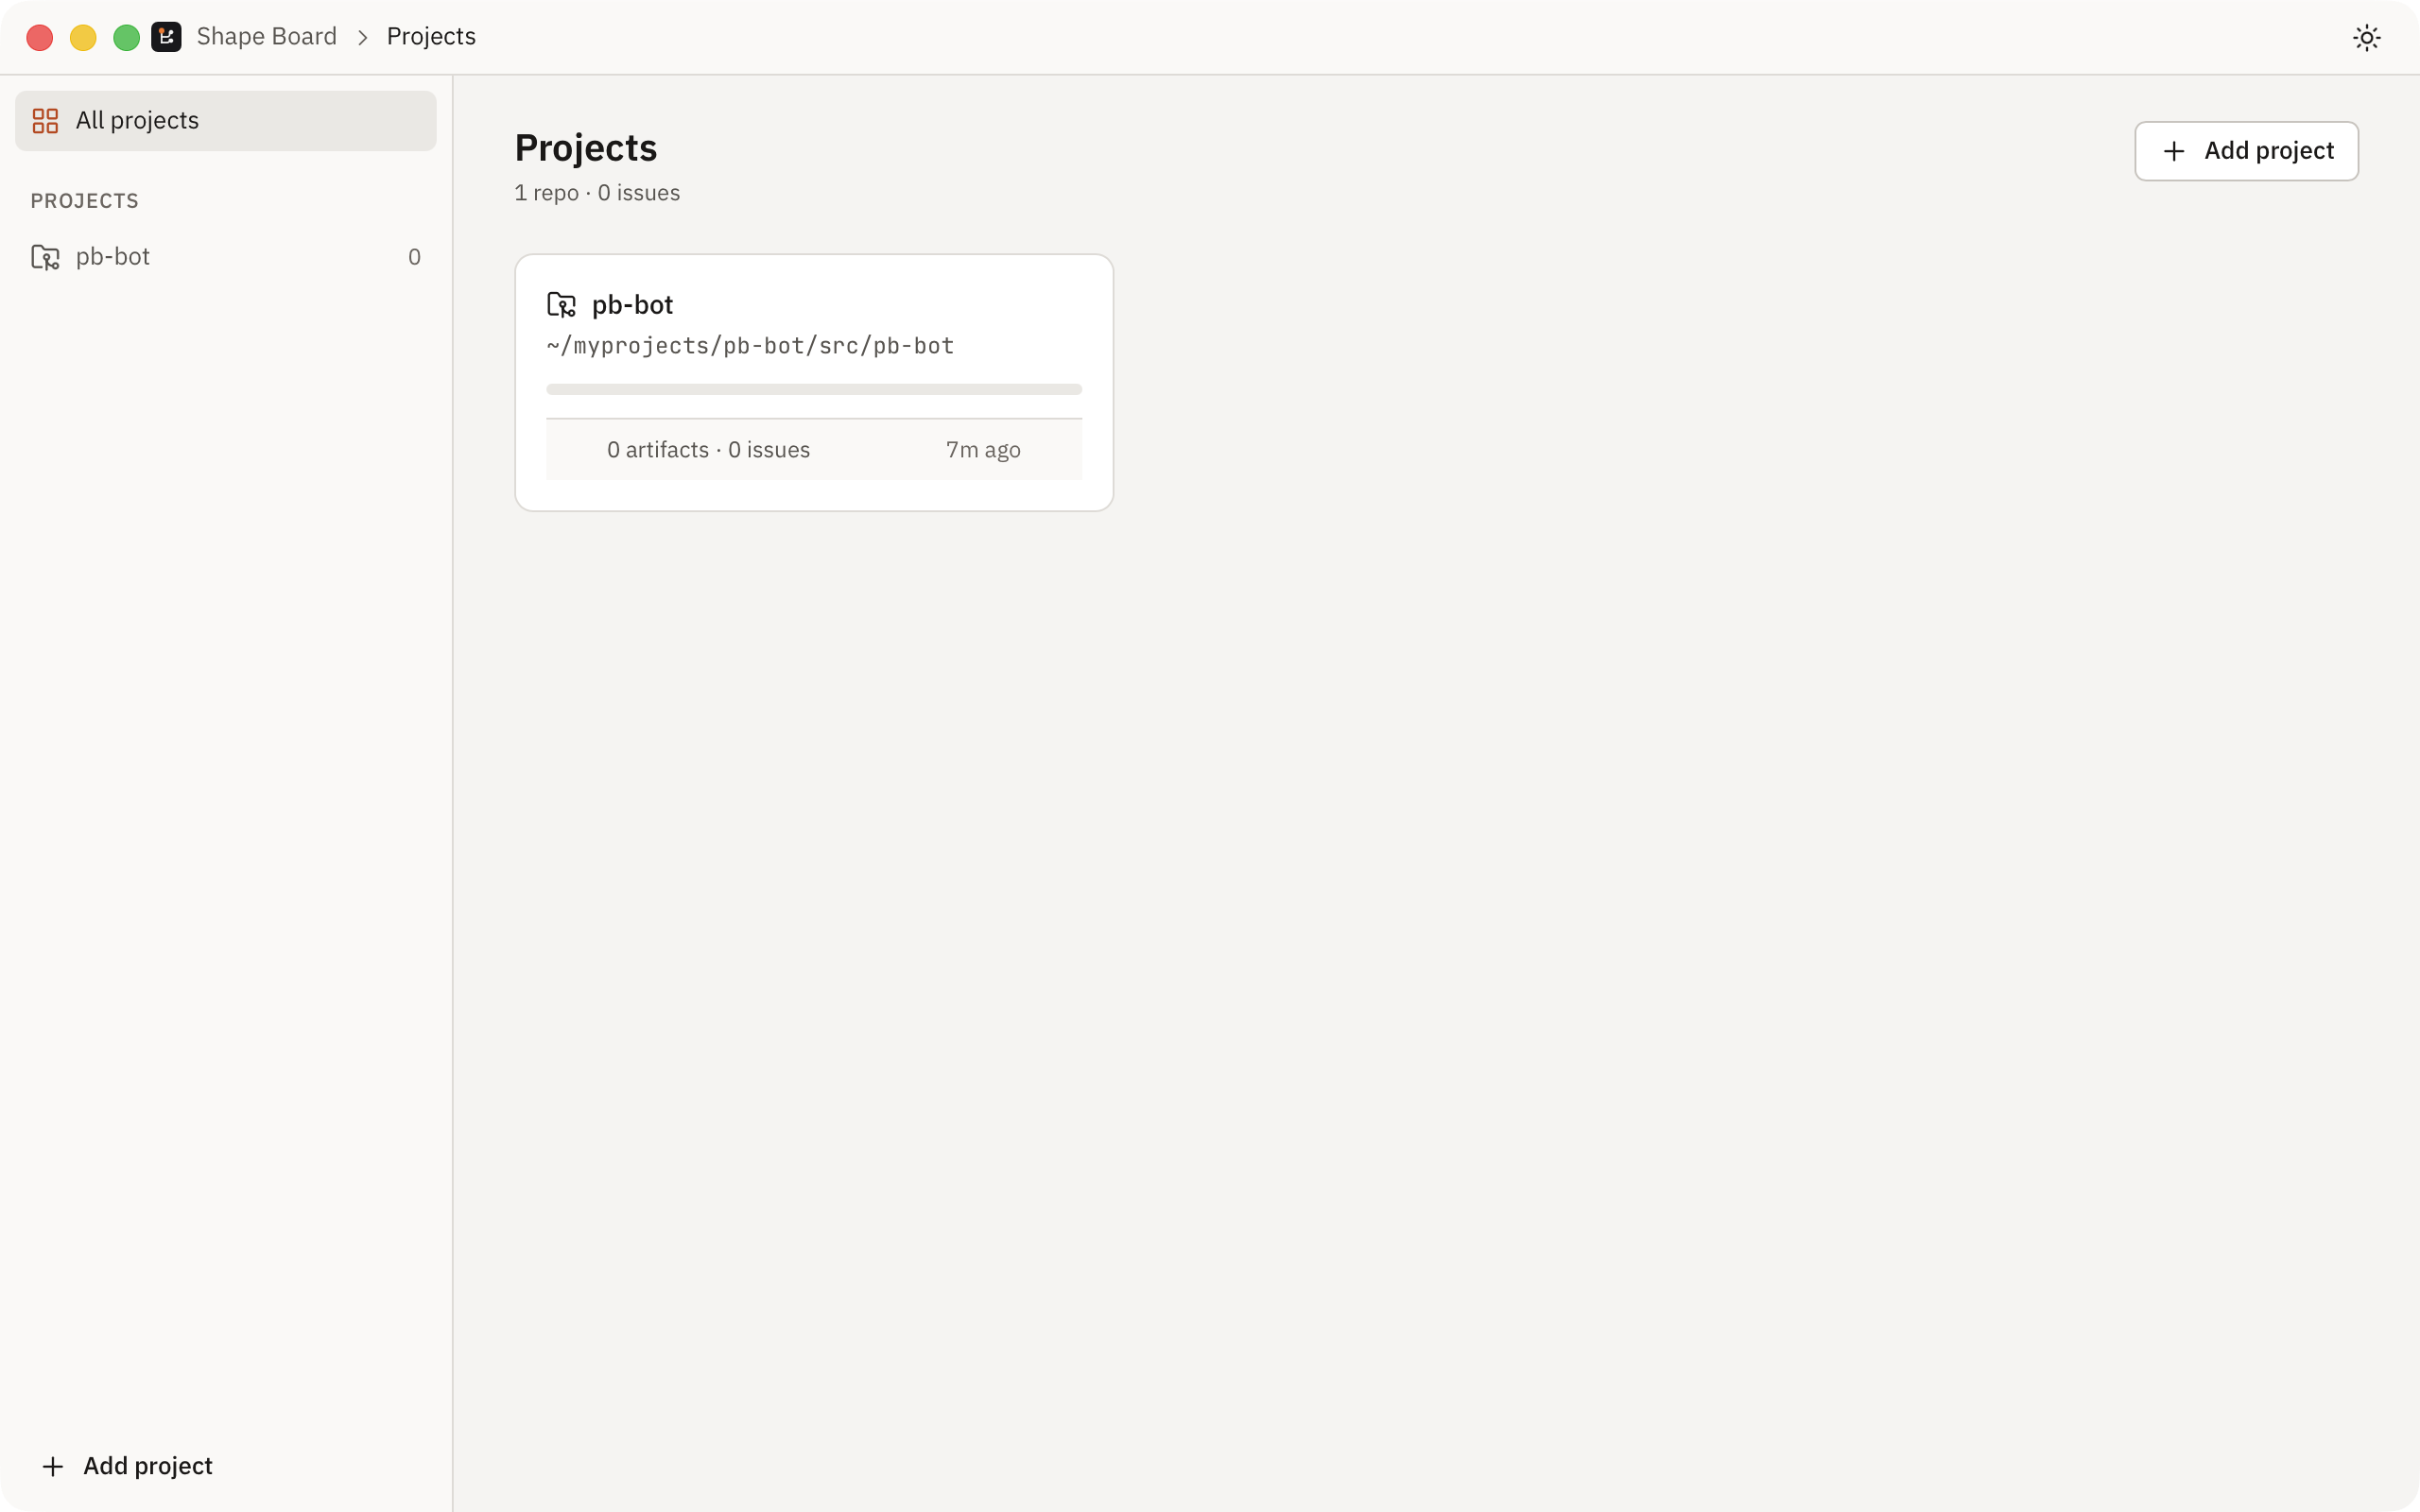 Shape Board > Projects
All projects
PROJECTS
pb-bot 0
Add project
Projects
1 repo · 0 issues
Add project
pb-bot
~/myprojects/pb-bot/src/pb-bot
0 artifacts · 0 issues 7m ago